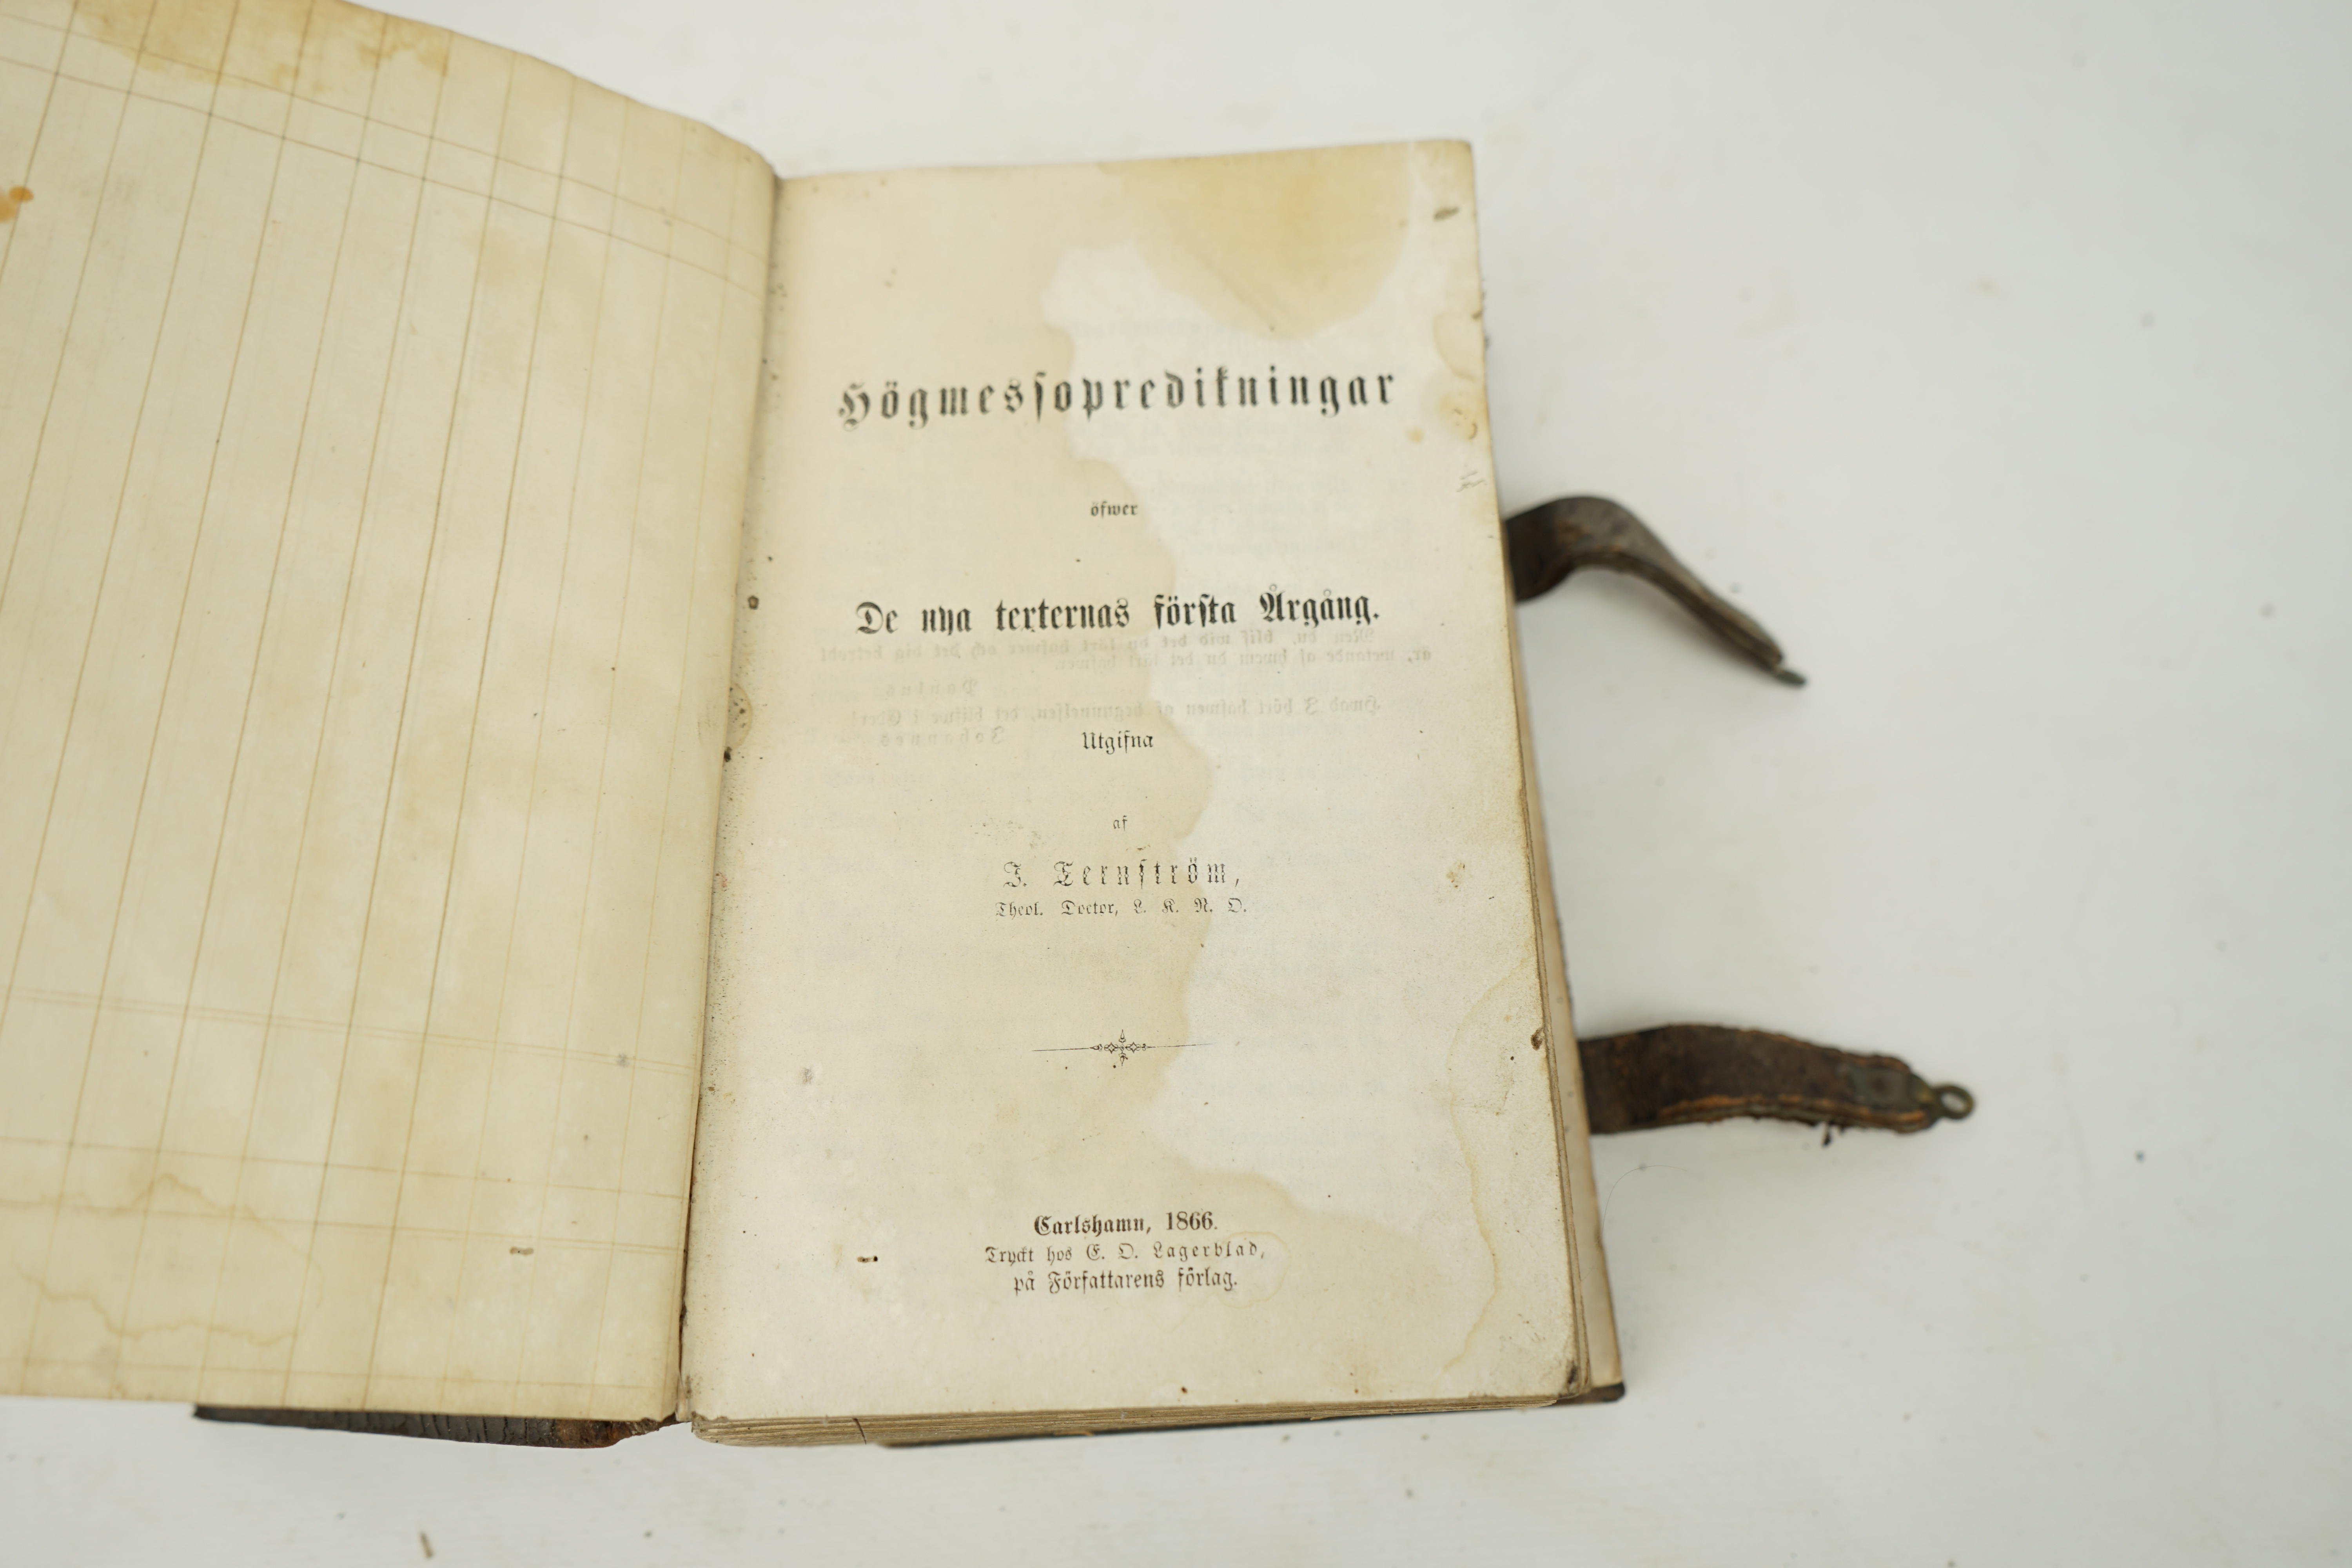 Högmessopredikningar
öfwer
De nya texternas första Årgång.
Utgifna
af
J. Ternström,
Theol. Doctor, L. K. N. O.
Carlshamn, 1866.
Tryckt hos E. O. Lagerblad,
på Författarens förlag.